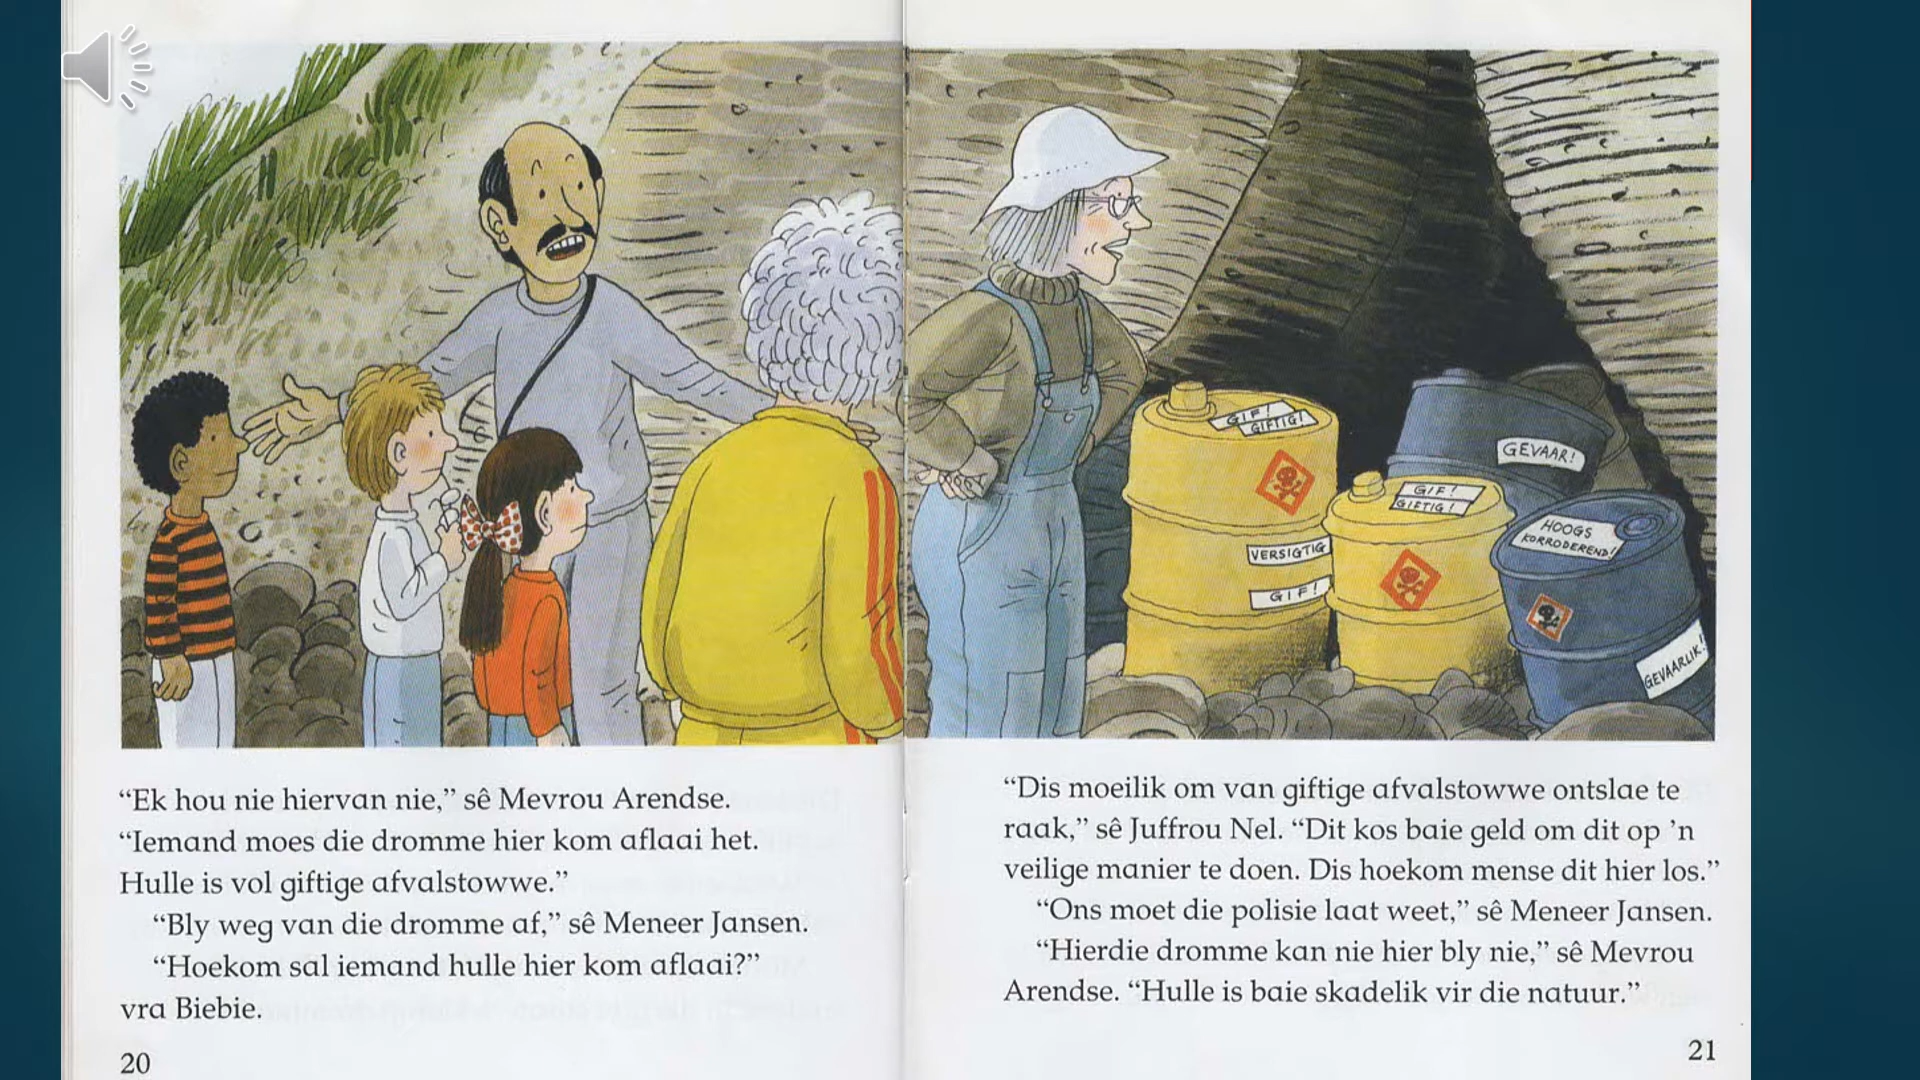 GIF!
GIFTIG!
GEVAAR!
GIF!
GIFTIG!
HOOGS
KORRODEREND!
VERSIGTIG
GIF!
GEVAARLIK!
“Ek hou nie hiervan nie,” sê Mevrou Arendse.
“Iemand moes die dromme hier kom aflaai het.
Hulle is vol giftige afvalstowwe.”
“Bly weg van die dromme af,” sê Meneer Jansen.
“Hoekom sal iemand hulle hier kom aflaai?”
vra Biebie.
20
“Dis moeilik om van giftige afvalstowwe ontslae te
raak,” sê Juffrou Nel. “Dit kos baie geld om dit op ’n
veilige manier te doen. Dis hoekom mense dit hier los.”
“Ons moet die polisie laat weet,” sê Meneer Jansen.
“Hierdie dromme kan nie hier bly nie,” sê Mevrou
Arendse. “Hulle is baie skadelik vir die natuur.”
21